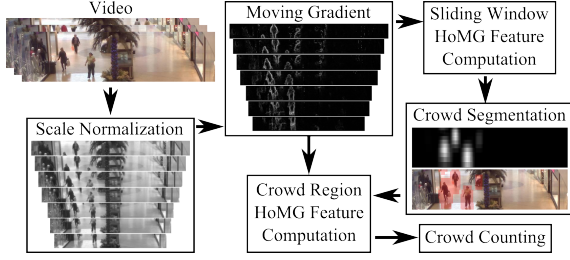 Video
Moving Gradient
Sliding Window
HoMG Feature
Computation
Scale Normalization
Crowd Segmentation
Crowd Region
HoMG Feature
Computation
Crowd Counting